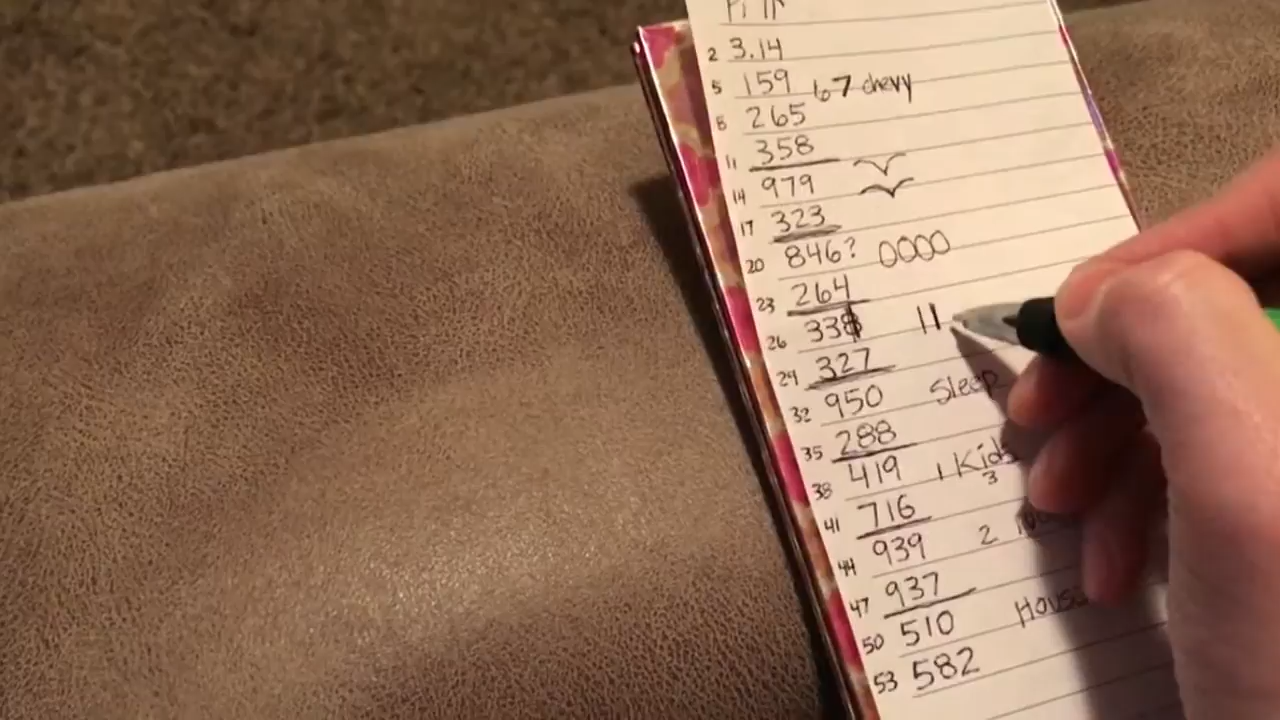 2 3.14
5 159 67 chevy
8 265
11 358
14 979
17 323
20 846? 0000
23 264
26 338 11
29 327
32 950 Sleep
35 288
38 419 1 Kids
3
41 716
44 939 2
47 937
50 510 House
53 582